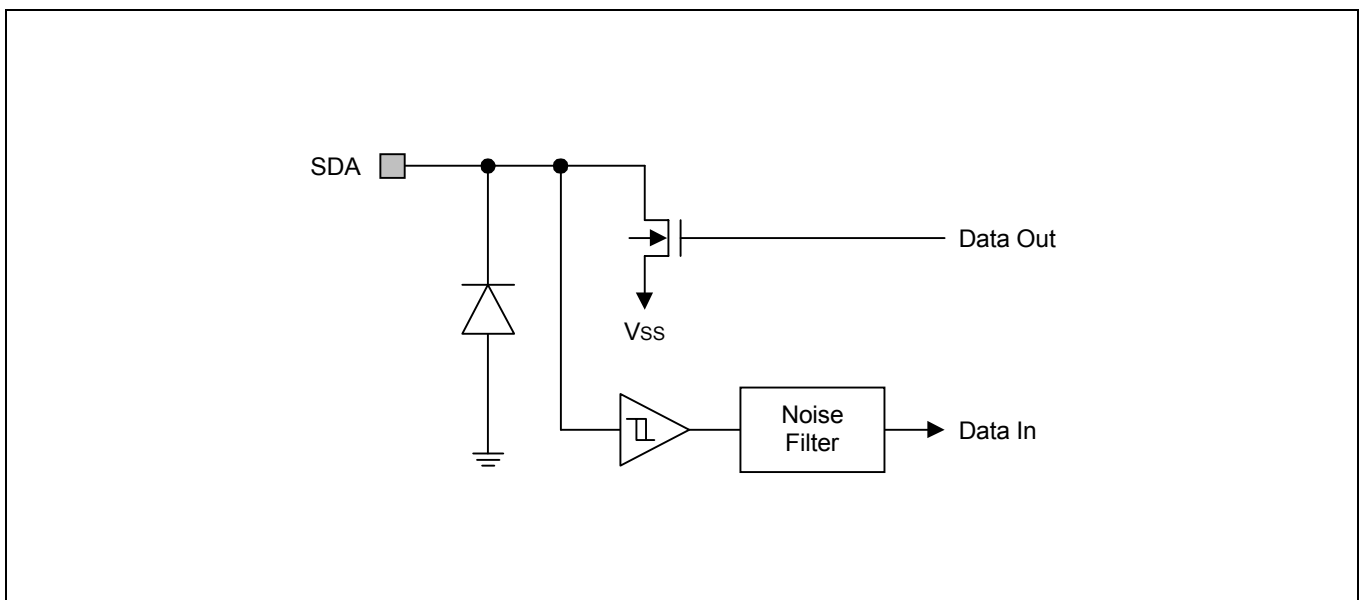 SDA
Data Out
Vss
Noise
Filter
Data In